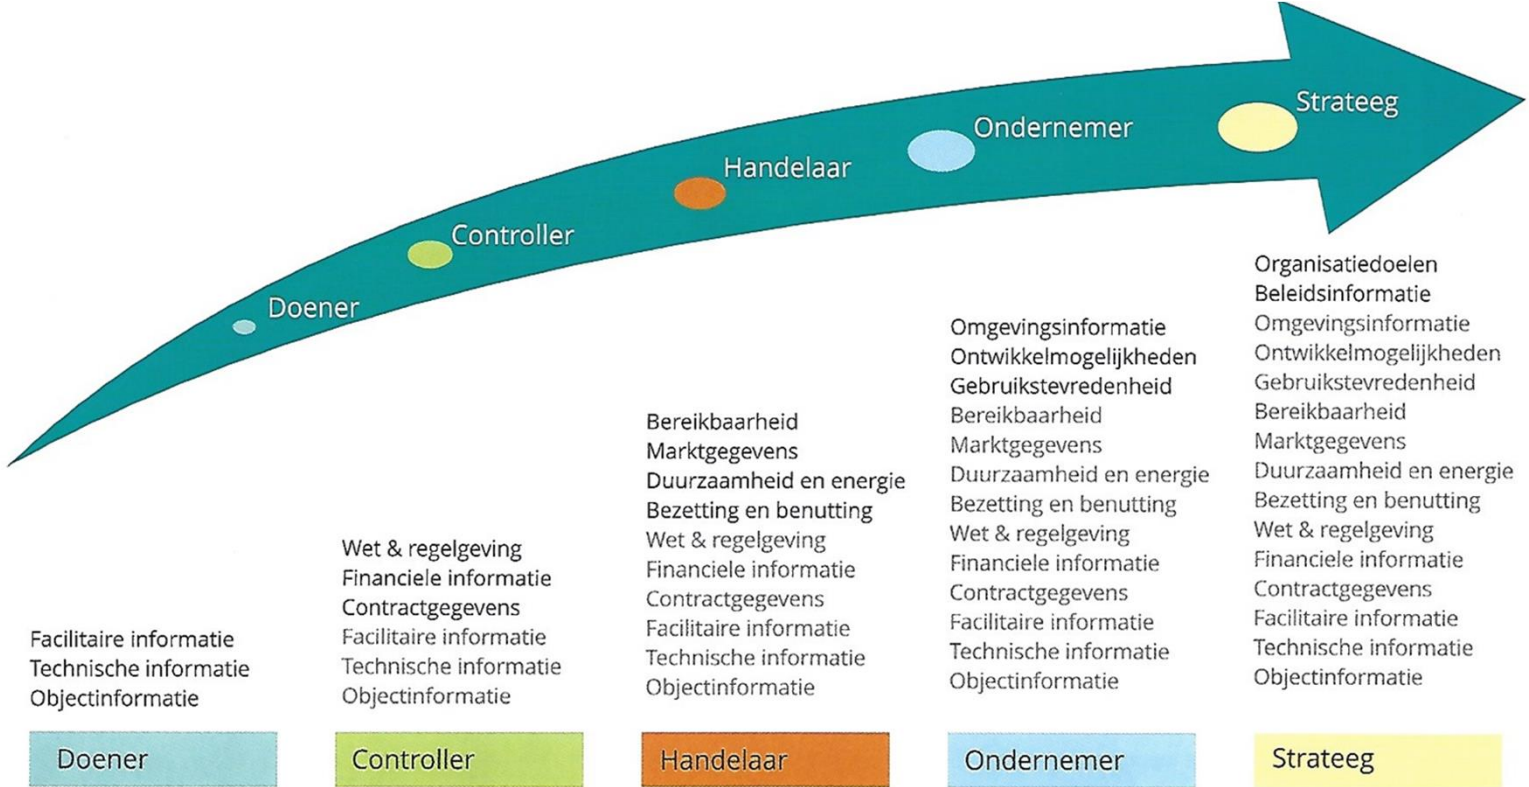 Strateeg
Ondernemer
Handelaar
Controller
Doener
Facilitaire informatie
Technische informatie
Objectinformatie
Doener
Wet & regelgeving
Financiele informatie
Contractgegevens
Facilitaire informatie
Technische informatie
Objectinformatie
Controller
Bereikbaarheid
Marktgegevens
Duurzaamheid en energie
Bezetting en benutting
Wet & regelgeving
Financiele informatie
Contractgegevens
Facilitaire informatie
Technische informatie
Objectinformatie
Handelaar
Omgevingsinformatie
Ontwikkelmogelijkheden
Gebruikstevredenheid
Bereikbaarheid
Marktgegevens
Duurzaamheid en energie
Bezetting en benutting
Wet & regelgeving
Financiele informatie
Contractgegevens
Facilitaire informatie
Technische informatie
Objectinformatie
Ondernemer
Organisatiedoelen
Beleidsinformatie
Omgevingsinformatie
Ontwikkelmogelijkheden
Gebruikstevredenheid
Bereikbaarheid
Marktgegevens
Duurzaamheid en energie
Bezetting en benutting
Wet & regelgeving
Financiele informatie
Contractgegevens
Facilitaire informatie
Technische informatie
Objectinformatie
Strateeg